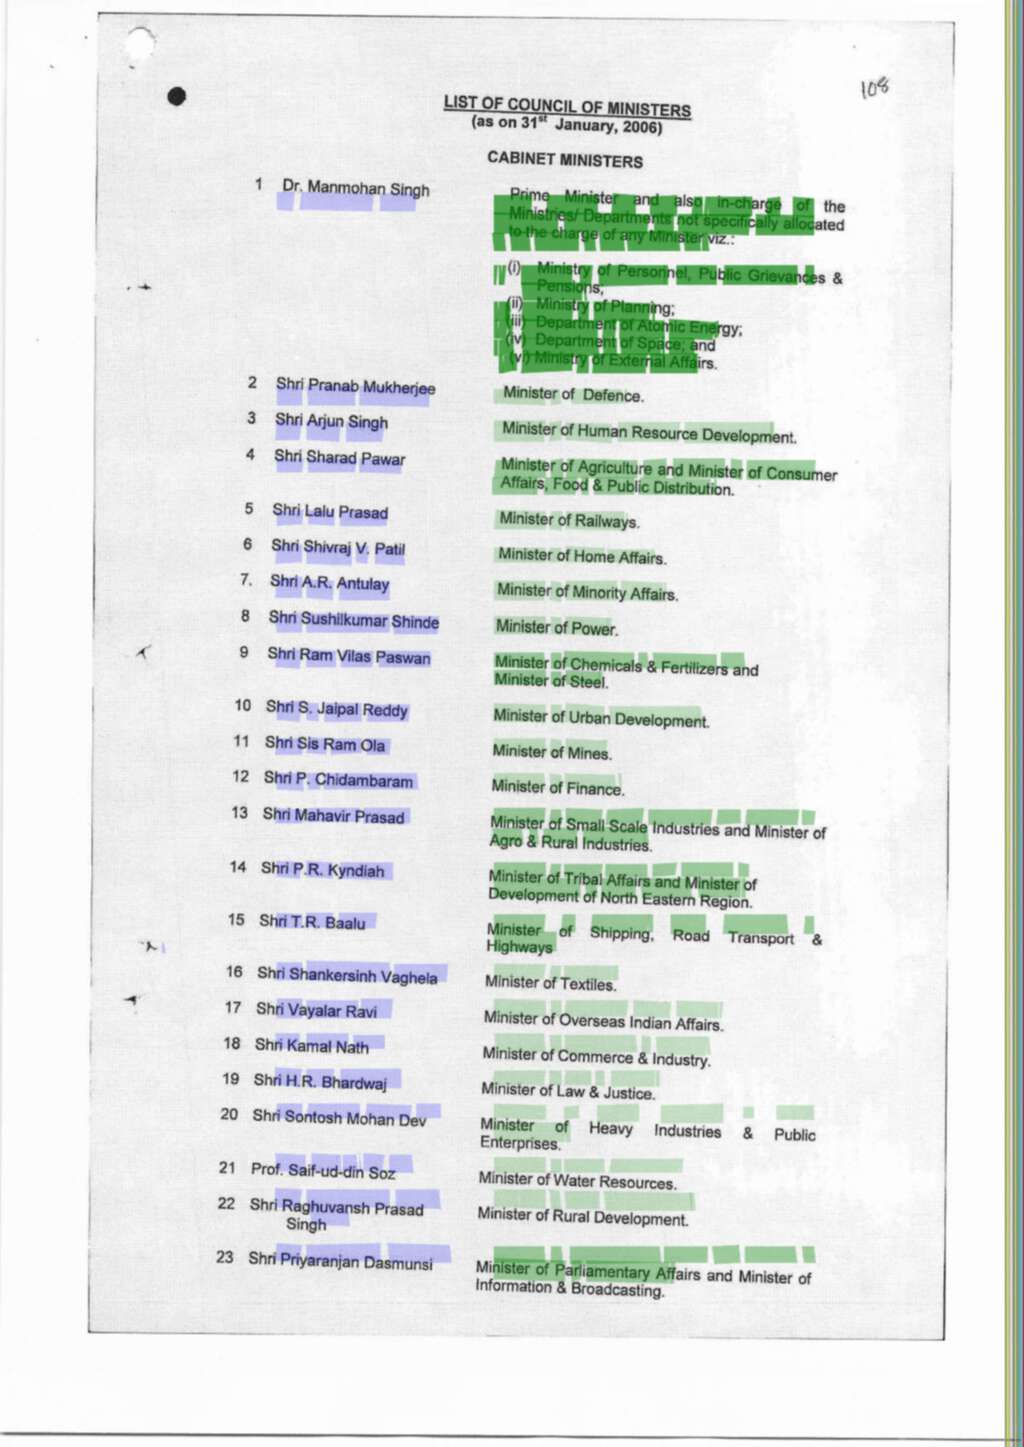 108
LIST OF COUNCIL OF MINISTERS
(as on 31st January, 2006)
CABINET MINISTERS
1 Dr. Manmohan Singh Prime Minister and also in-charge of the
Ministries/ Departments not specifically allocated
to the charge of any Minister viz.:
(i) Ministry of Personnel, Public Grievances &
Pensions;
(ii) Ministry of Planning;
(iii) Department of Atomic Energy;
(iv) Department of Space; and
(v) Ministry of External Affairs.
2 Shri Pranab Mukherjee Minister of Defence.
3 Shri Arjun Singh Minister of Human Resource Development.
4 Shri Sharad Pawar Minister of Agriculture and Minister of Consumer
Affairs, Food & Public Distribution.
5 Shri Lalu Prasad Minister of Railways.
6 Shri Shivraj V. Patil Minister of Home Affairs.
7. Shri A.R. Antulay Minister of Minority Affairs.
8 Shri Sushilkumar Shinde Minister of Power.
9 Shri Ram Vilas Paswan Minister of Chemicals & Fertilizers and
Minister of Steel.
10 Shri S. Jaipal Reddy Minister of Urban Development.
11 Shri Sis Ram Ola Minister of Mines.
12 Shri P. Chidambaram Minister of Finance.
13 Shri Mahavir Prasad Minister of Small Scale Industries and Minister of
Agro & Rural Industries.
14 Shri P.R. Kyndiah Minister of Tribal Affairs and Minister of
Development of North Eastern Region.
15 Shri T.R. Baalu Minister of Shipping, Road Transport &
Highways
16 Shri Shankersinh Vaghela Minister of Textiles.
17 Shri Vayalar Ravi Minister of Overseas Indian Affairs.
18 Shri Kamal Nath Minister of Commerce & Industry.
19 Shri H.R. Bhardwaj Minister of Law & Justice.
20 Shri Sontosh Mohan Dev Minister of Heavy Industries & Public
Enterprises.
21 Prof. Saif-ud-din Soz Minister of Water Resources.
22 Shri Raghuvansh Prasad Minister of Rural Development.
Singh
23 Shri Priyaranjan Dasmunsi Minister of Parliamentary Affairs and Minister of
Information & Broadcasting.